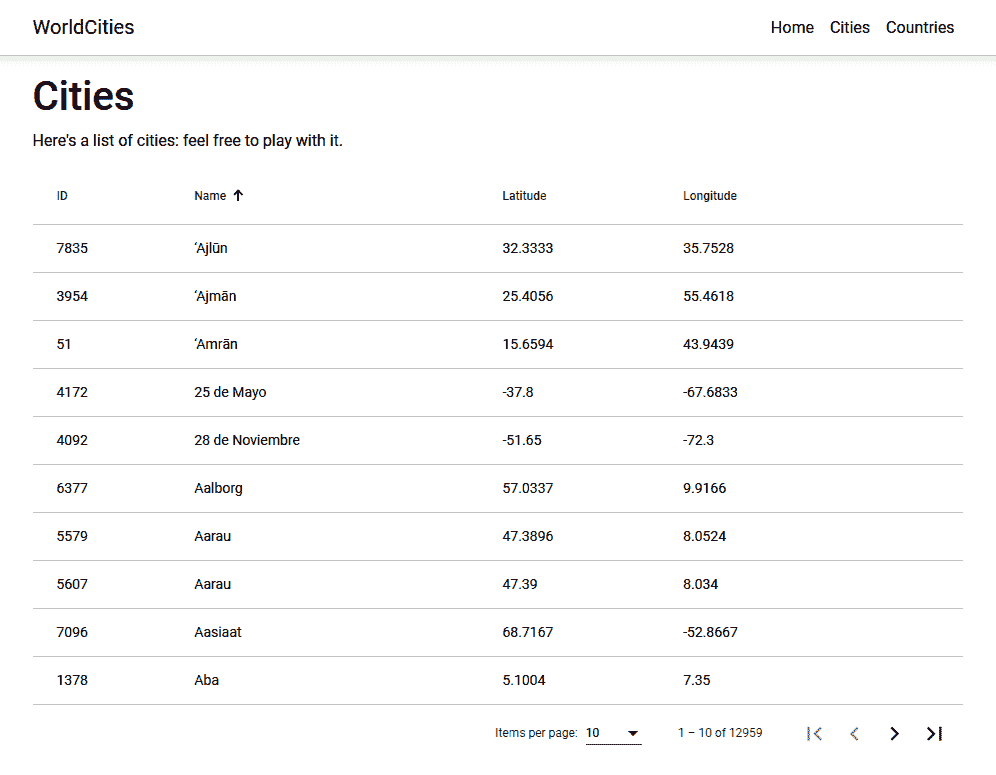 WorldCities Home Cities Countries
Cities
Here's a list of cities: feel free to play with it.
ID Name Latitude Longitude
7835 ‘Ajlūn 32.3333 35.7528
3954 ‘Ajmān 25.4056 55.4618
51 ‘Amrān 15.6594 43.9439
4172 25 de Mayo -37.8 -67.6833
4092 28 de Noviembre -51.65 -72.3
6377 Aalborg 57.0337 9.9166
5579 Aarau 47.3896 8.0524
5607 Aarau 47.39 8.034
7096 Aasiaat 68.7167 -52.8667
1378 Aba 5.1004 7.35
Items per page: 10 1 – 10 of 12959